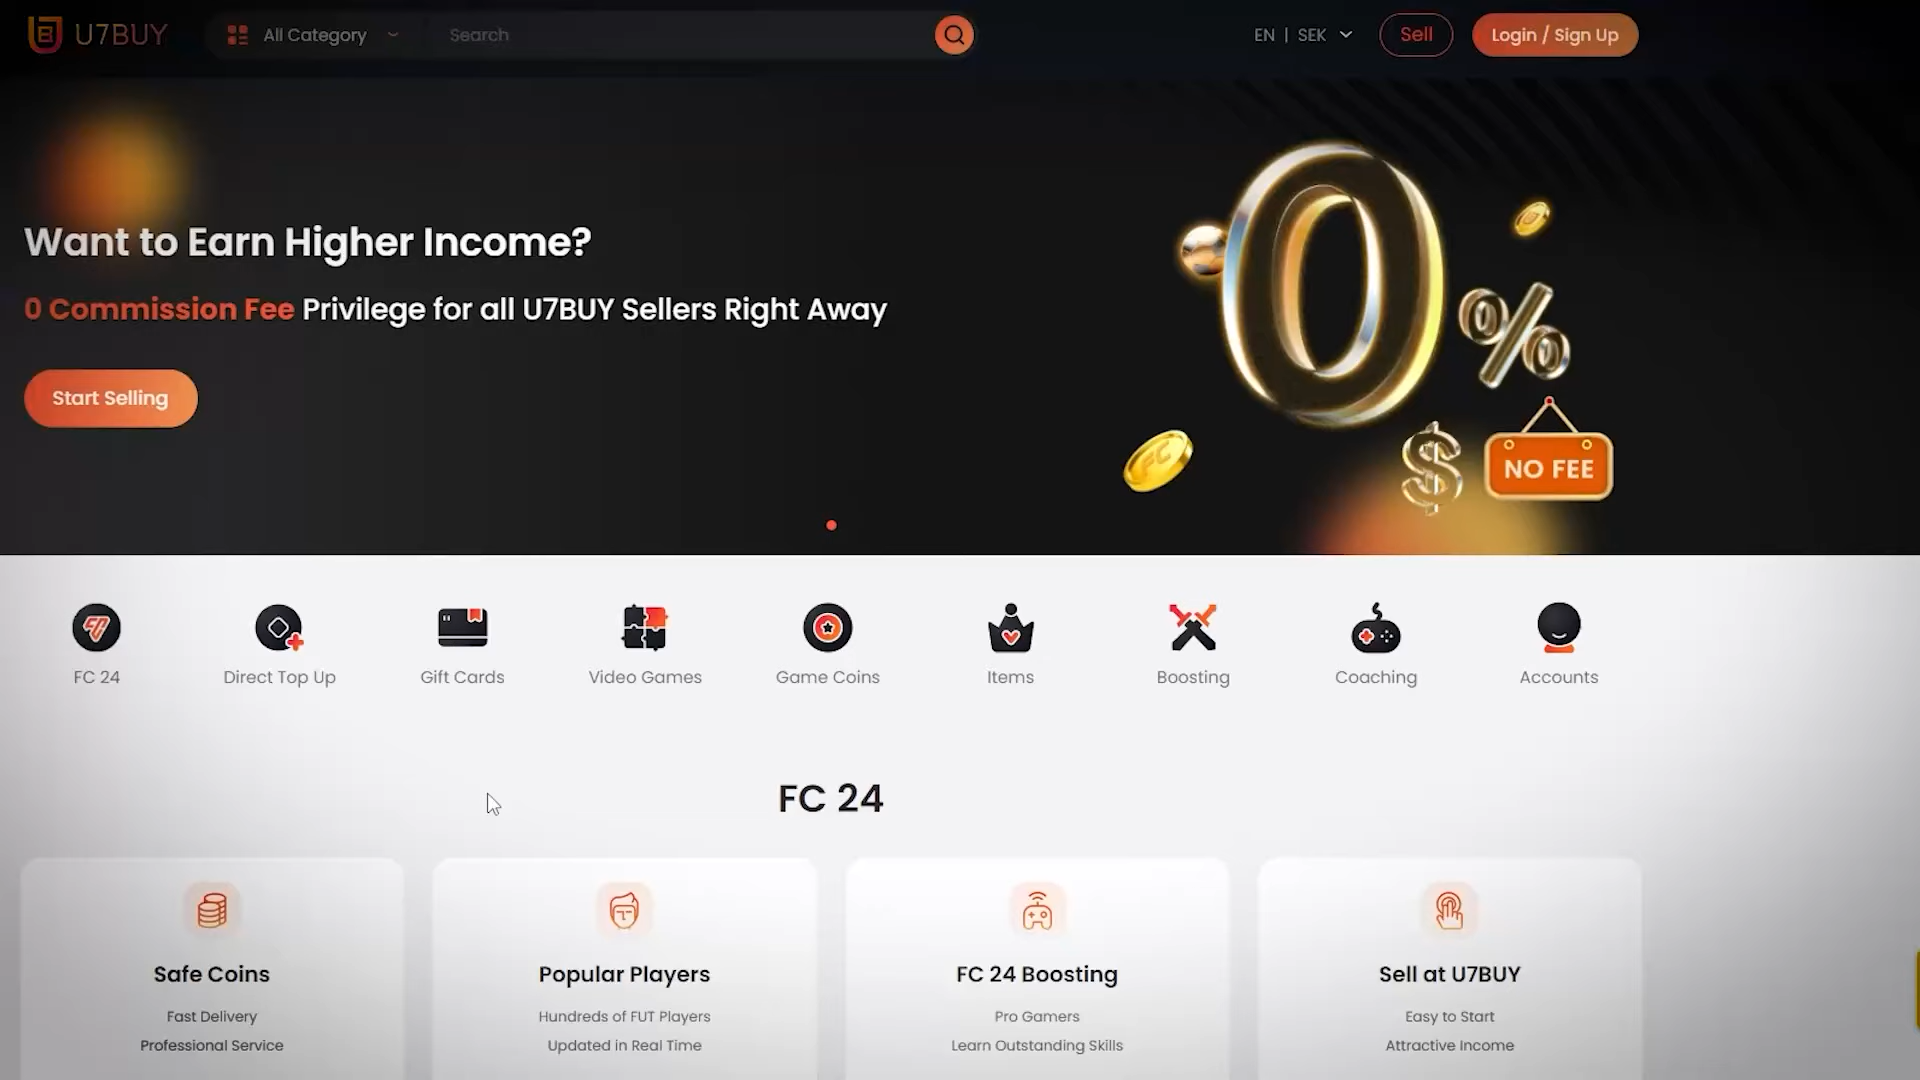 U7BUY
All Category
Search
EN | SEK
Sell
Login / Sign Up
Want to Earn Higher Income?
0 Commission Fee Privilege for all U7BUY Sellers Right Away
Start Selling
0%
FC
$
NO FEE
FC 24
Direct Top Up
Gift Cards
Video Games
Game Coins
Items
Boosting
Coaching
Accounts
FC 24
Safe Coins
Fast Delivery
Professional Service
Popular Players
Hundreds of FUT Players
Updated in Real Time
FC 24 Boosting
Pro Gamers
Learn Outstanding Skills
Sell at U7BUY
Easy to Start
Attractive Income